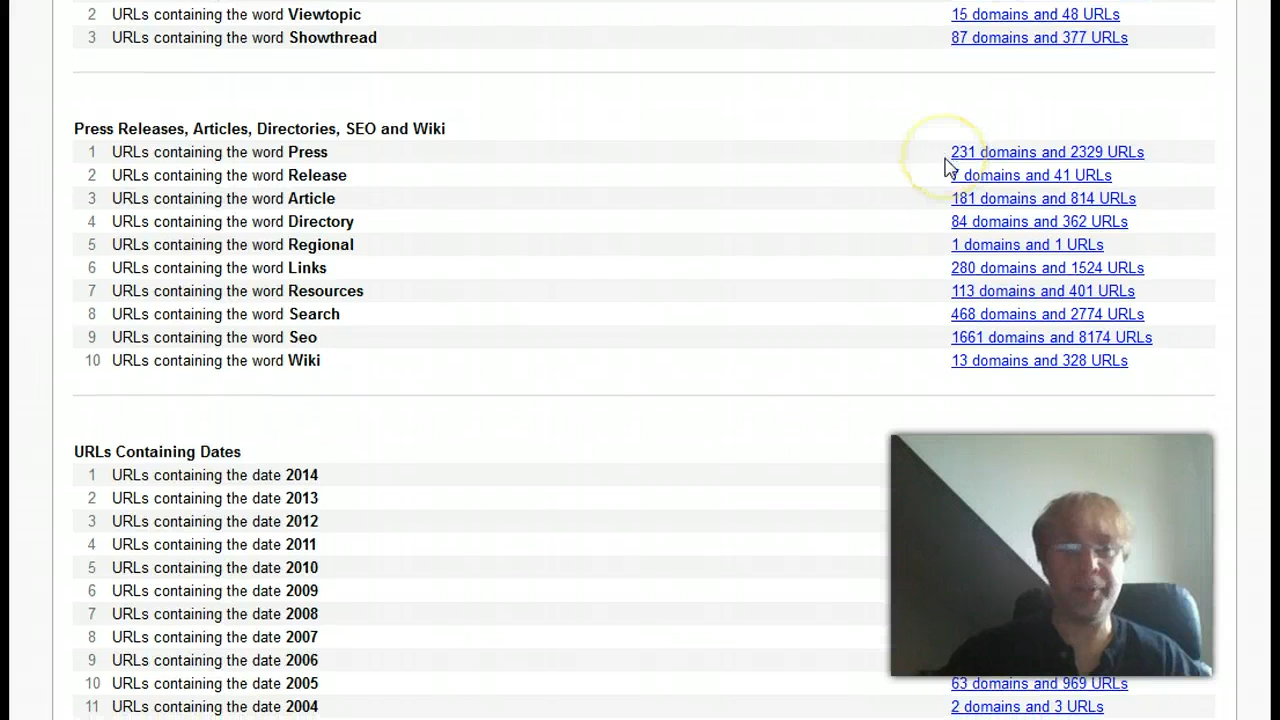 2 URLs containing the word Viewtopic 15 domains and 48 URLs
3 URLs containing the word Showthread 87 domains and 377 URLs
Press Releases, Articles, Directories, SEO and Wiki
1 URLs containing the word Press 231 domains and 2329 URLs
2 URLs containing the word Release domains and 41 URLs
3 URLs containing the word Article 181 domains and 814 URLs
4 URLs containing the word Directory 84 domains and 362 URLs
5 URLs containing the word Regional 1 domains and 1 URLs
6 URLs containing the word Links 280 domains and 1524 URLs
7 URLs containing the word Resources 113 domains and 401 URLs
8 URLs containing the word Search 468 domains and 2774 URLs
9 URLs containing the word Seo 1661 domains and 8174 URLs
10 URLs containing the word Wiki 13 domains and 328 URLs
URLs Containing Dates
1 URLs containing the date 2014
2 URLs containing the date 2013
3 URLs containing the date 2012
4 URLs containing the date 2011
5 URLs containing the date 2010
6 URLs containing the date 2009
7 URLs containing the date 2008
8 URLs containing the date 2007
9 URLs containing the date 2006
10 URLs containing the date 2005 63 domains and 969 URLs
11 URLs containing the date 2004 2 domains and 3 URLs